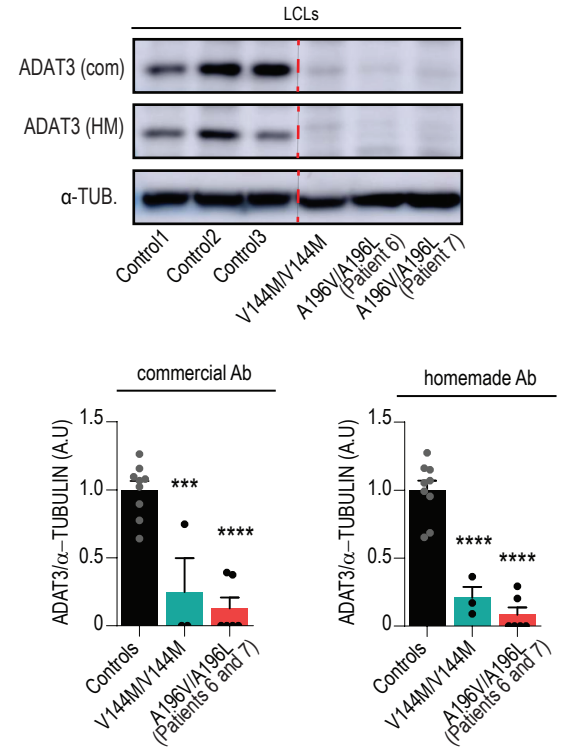 LCLs
ADAT3 (com)
ADAT3 (HM)
α-TUB.
Control1
Control2
Control3
V144M/V144M
A196V/A196L
(Patient 6)
A196V/A196L
(Patient 7)
commercial Ab
ADAT3/α–TUBULIN (A.U)
1.5
1.0
0.5
0
***
****
Controls
V144M/V144M
A196V//A196L
(Patients 6 and 7)
homemade Ab
ADAT3/α–TUBULIN (A.U)
1.5
1.0
0.5
0
****
****
Controls
V144M/V144M
A196V//A196L
(Patients 6 and 7)